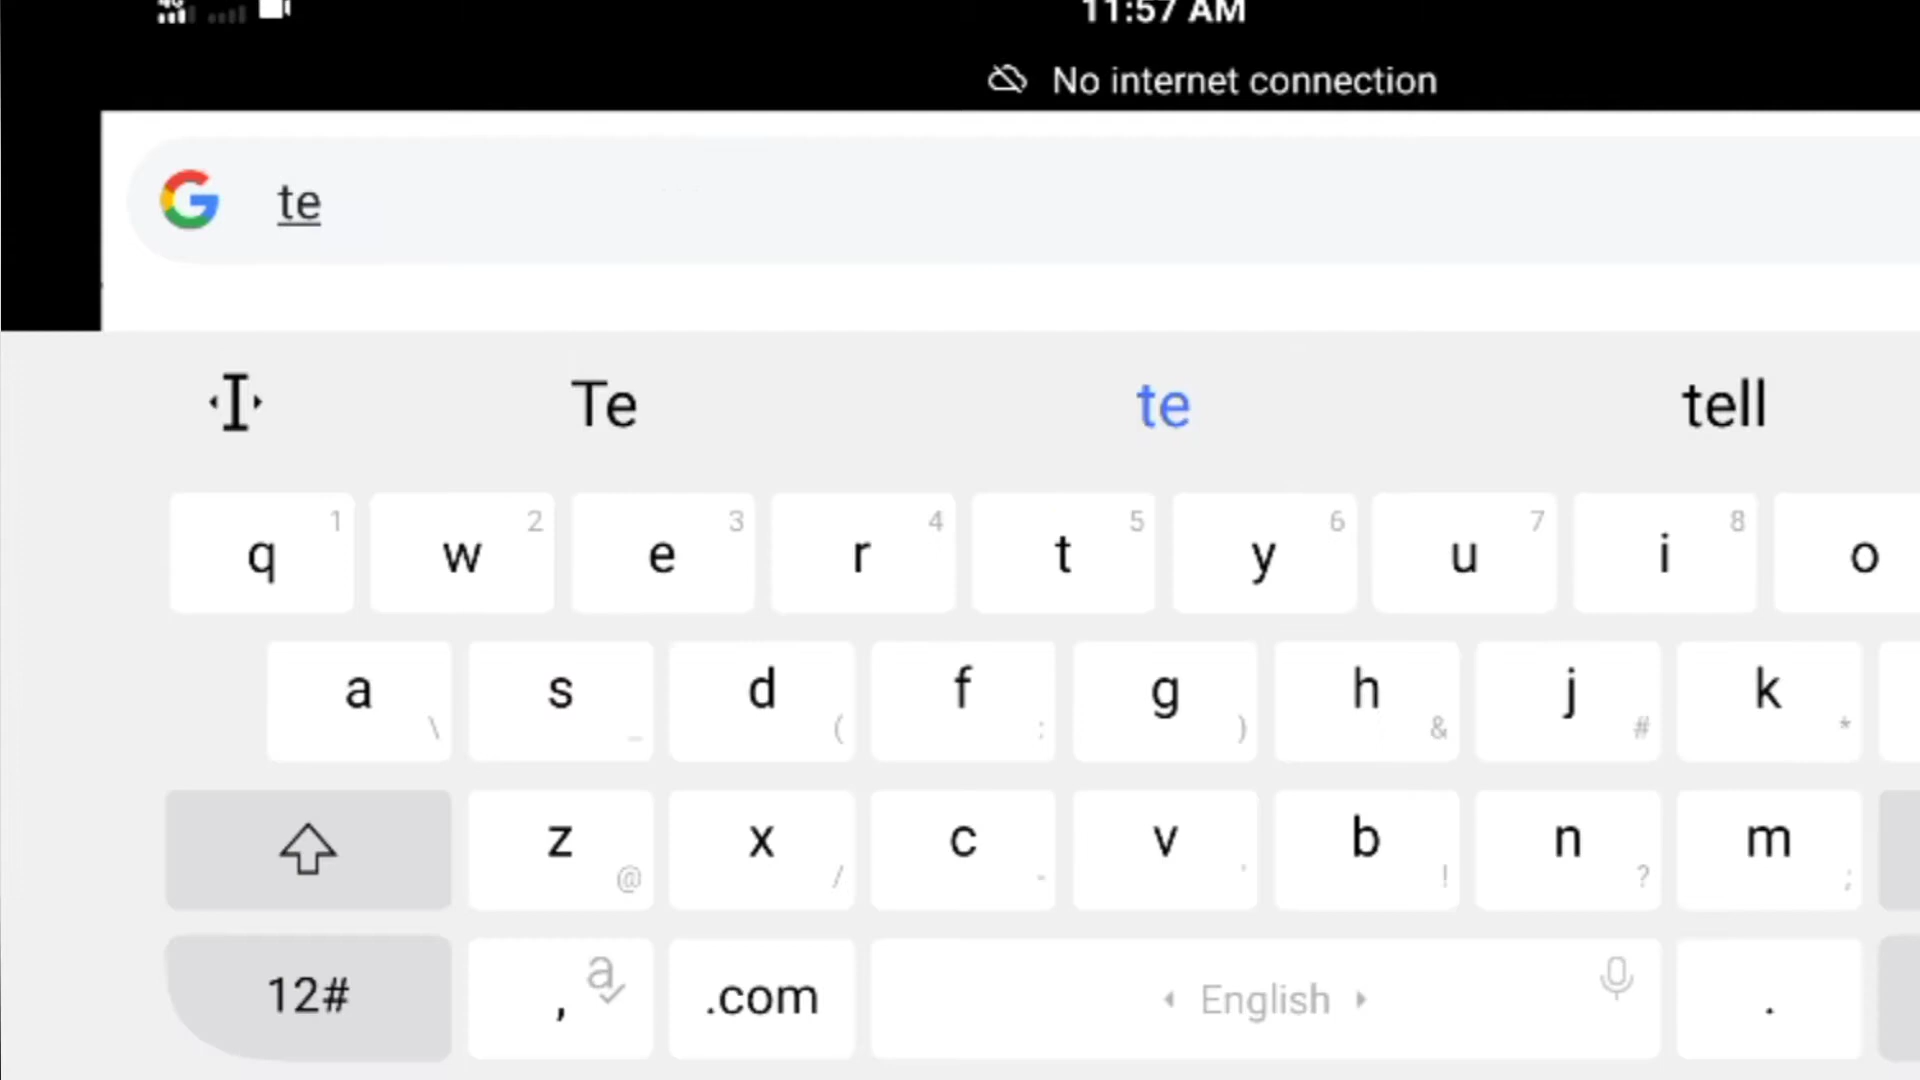 4G 11:57 AM
No internet connection
te
Te te tell
q 1 w 2 e 3 r 4 t 5 y 6 u 7 i 8 o
a \ s _ d ( f : g ) h & j # k *
z @ x / c - v ' b ! n ? m ;
12# , a .com English .